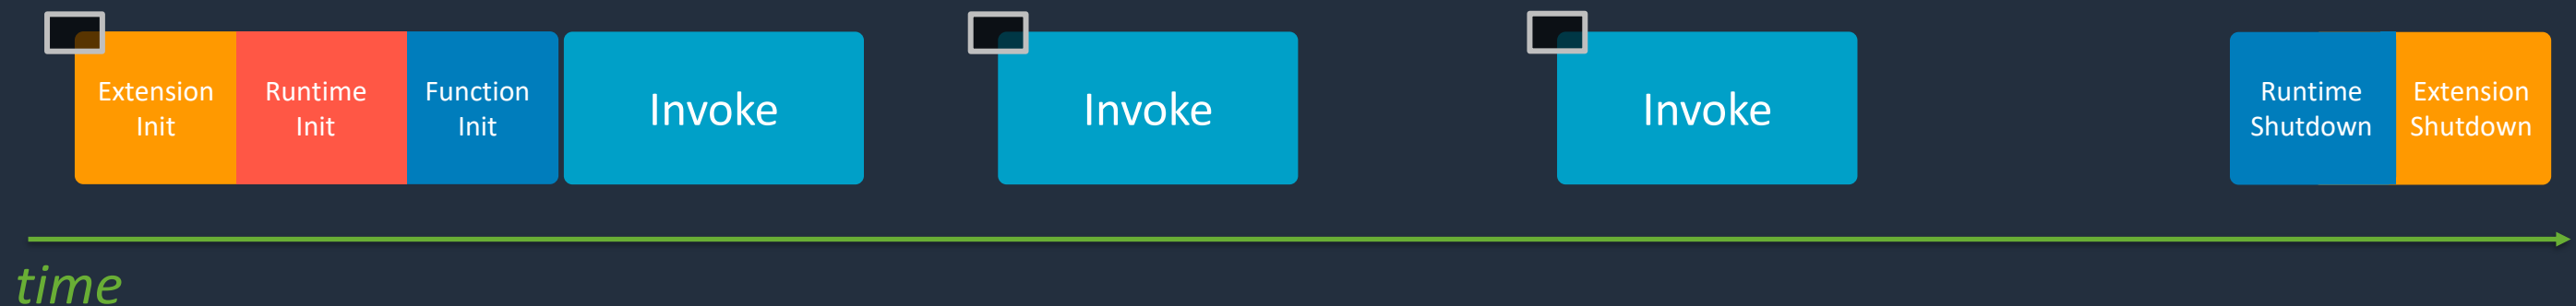 Extension
Init
Runtime
Init
Function
Init
Invoke
Invoke
Invoke
Runtime
Shutdown
Extension
Shutdown
time